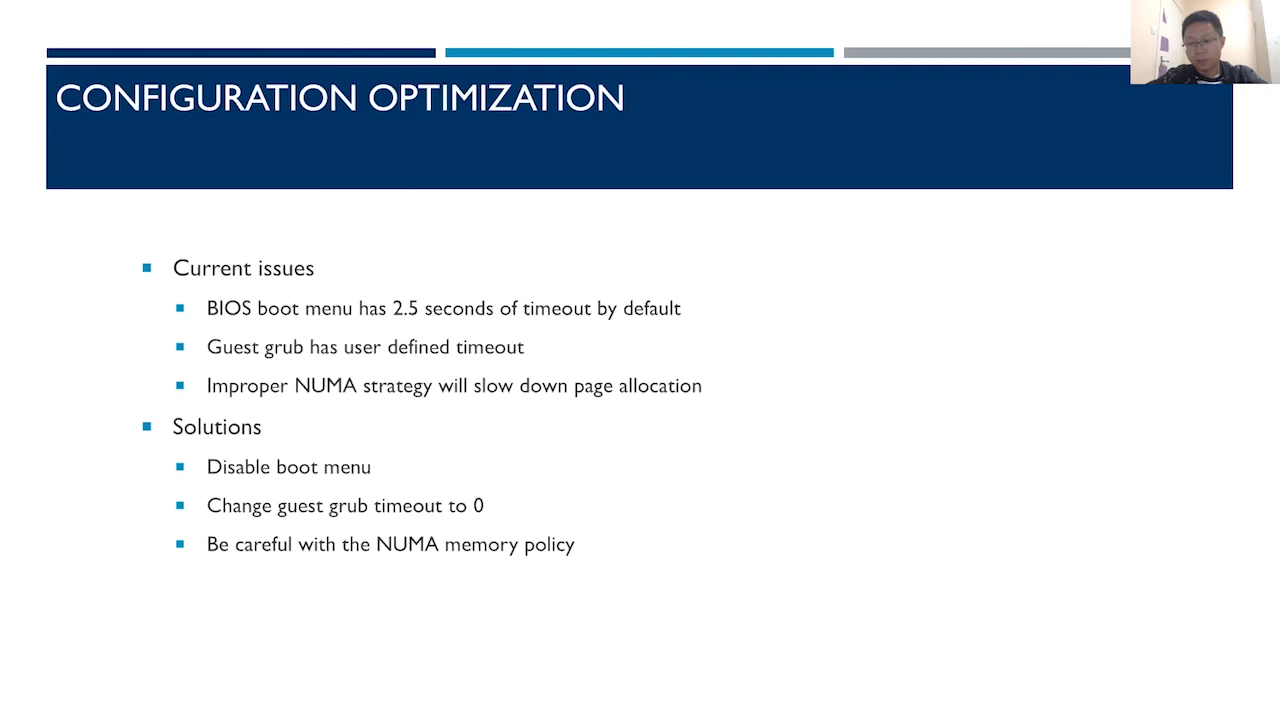 CONFIGURATION OPTIMIZATION
Current issues
BIOS boot menu has 2.5 seconds of timeout by default
Guest grub has user defined timeout
Improper NUMA strategy will slow down page allocation
Solutions
Disable boot menu
Change guest grub timeout to 0
Be careful with the NUMA memory policy